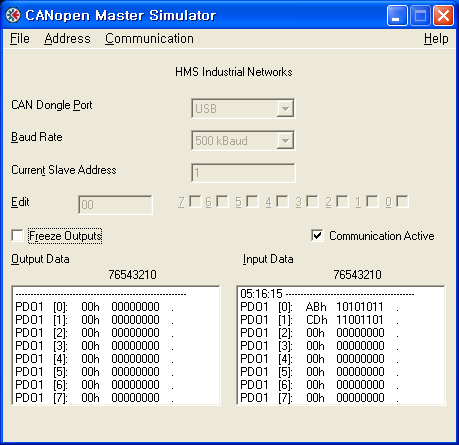 CANopen Master Simulator
File Address Communication Help
HMS Industrial Networks
CAN Dongle Port USB
Baud Rate 500 kBaud
Current Slave Address 1
Edit 00 7 6 5 4 3 2 1 0
Freeze Outputs Communication Active
Output Data
76543210
--------------------------------------------------
PDO1 [0]: 00h 00000000 .
PDO1 [1]: 00h 00000000 .
PDO1 [2]: 00h 00000000 .
PDO1 [3]: 00h 00000000 .
PDO1 [4]: 00h 00000000 .
PDO1 [5]: 00h 00000000 .
PDO1 [6]: 00h 00000000 .
PDO1 [7]: 00h 00000000 .
Input Data
76543210
05:16:15 --------------------------------------
PDO1 [0]: ABh 10101011 .
PDO1 [1]: CDh 11001101 .
PDO1 [2]: 00h 00000000 .
PDO1 [3]: 00h 00000000 .
PDO1 [4]: 00h 00000000 .
PDO1 [5]: 00h 00000000 .
PDO1 [6]: 00h 00000000 .
PDO1 [7]: 00h 00000000 .